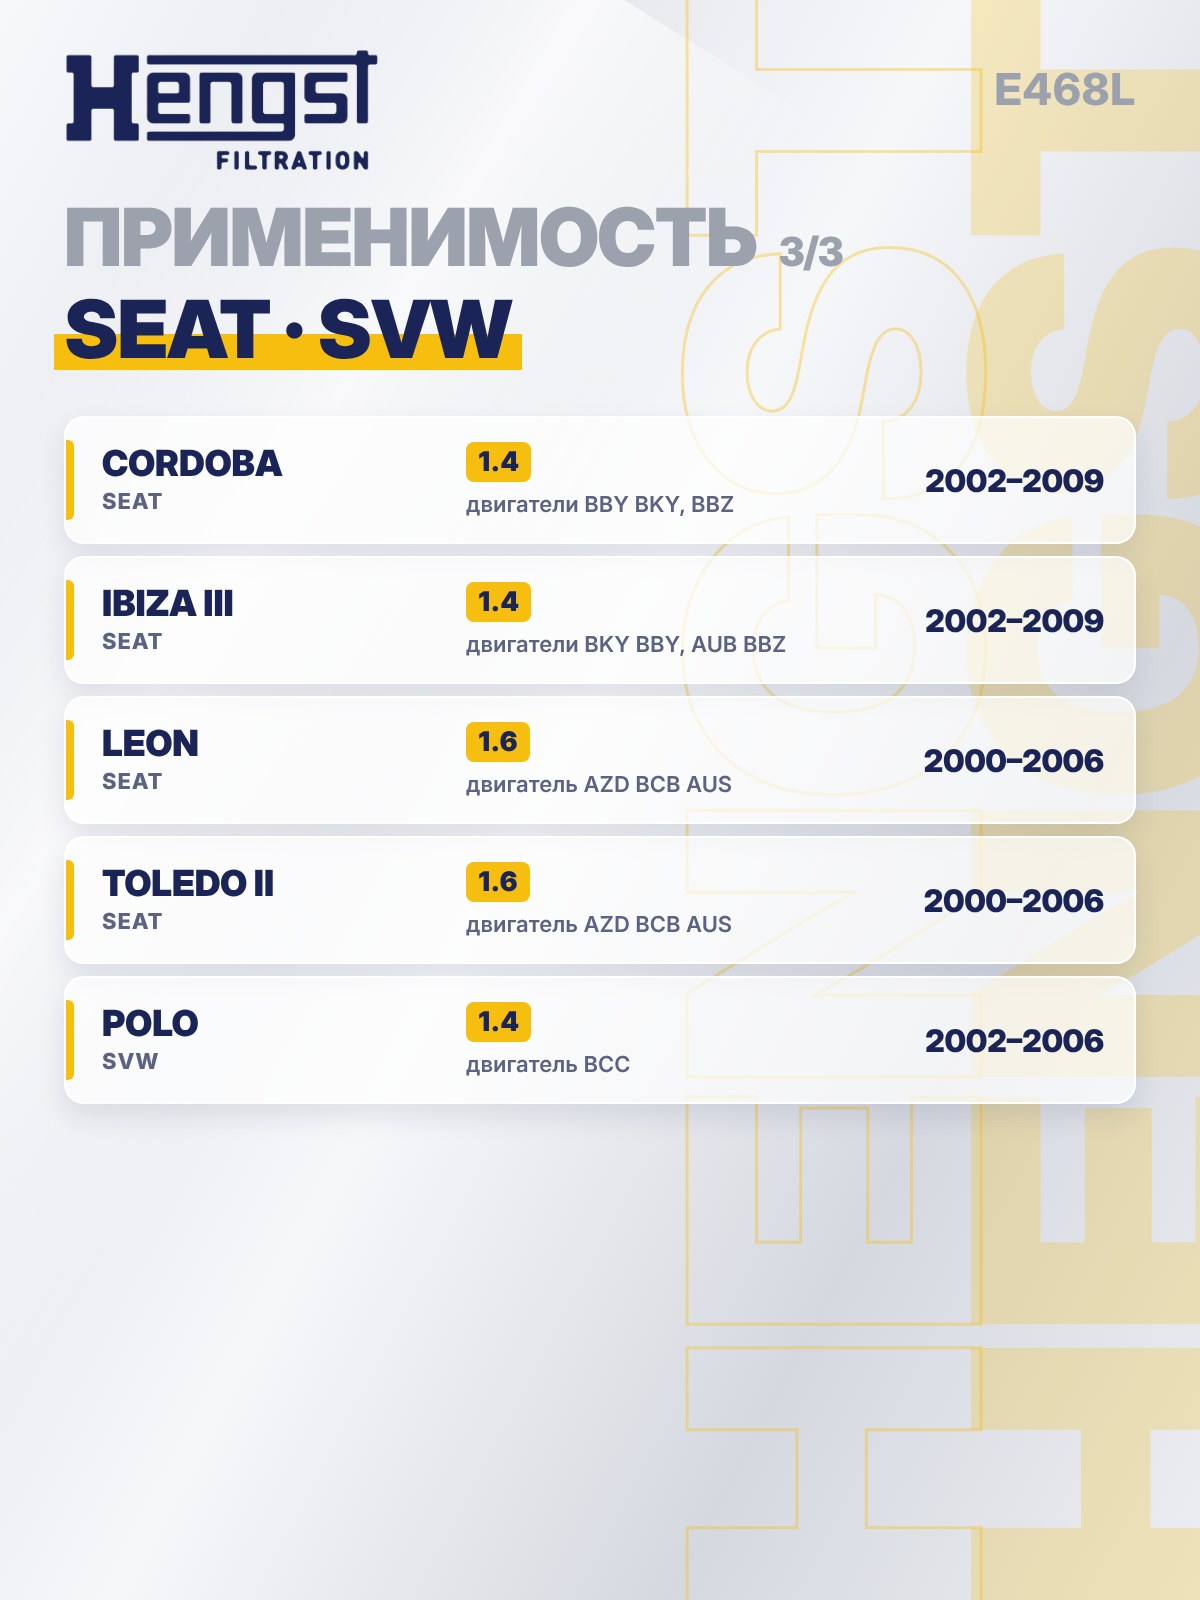 Hengst
FILTRATION
E468L
ПРИМЕНИМОСТЬ 3/3
SEAT · SVW
CORDOBA
SEAT
1.4
двигатели BBY BKY, BBZ
2002–2009
IBIZA III
SEAT
1.4
двигатели BKY BBY, AUB BBZ
2002–2009
LEON
SEAT
1.6
двигатель AZD BCB AUS
2000–2006
TOLEDO II
SEAT
1.6
двигатель AZD BCB AUS
2000–2006
POLO
SVW
1.4
двигатель BCC
2002–2006
HENGST
HENGST